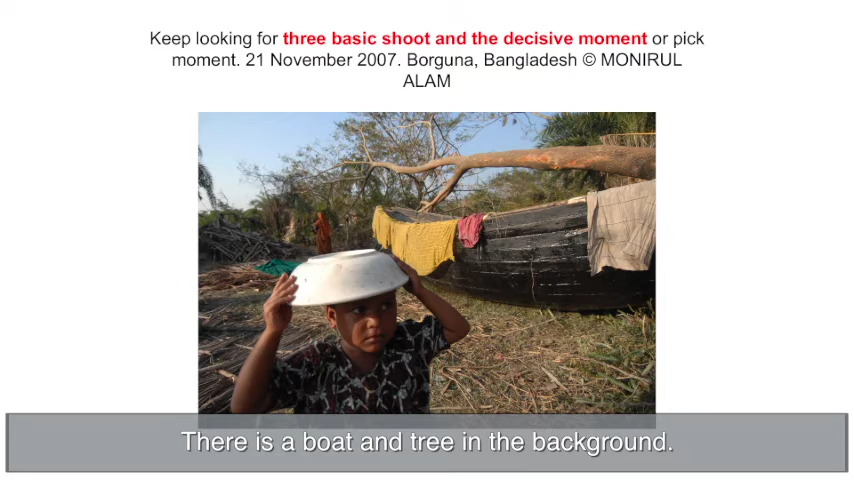 Keep looking for three basic shoot and the decisive moment or pick
moment. 21 November 2007. Borguna, Bangladesh © MONIRUL
ALAM
There is a boat and tree in the background.